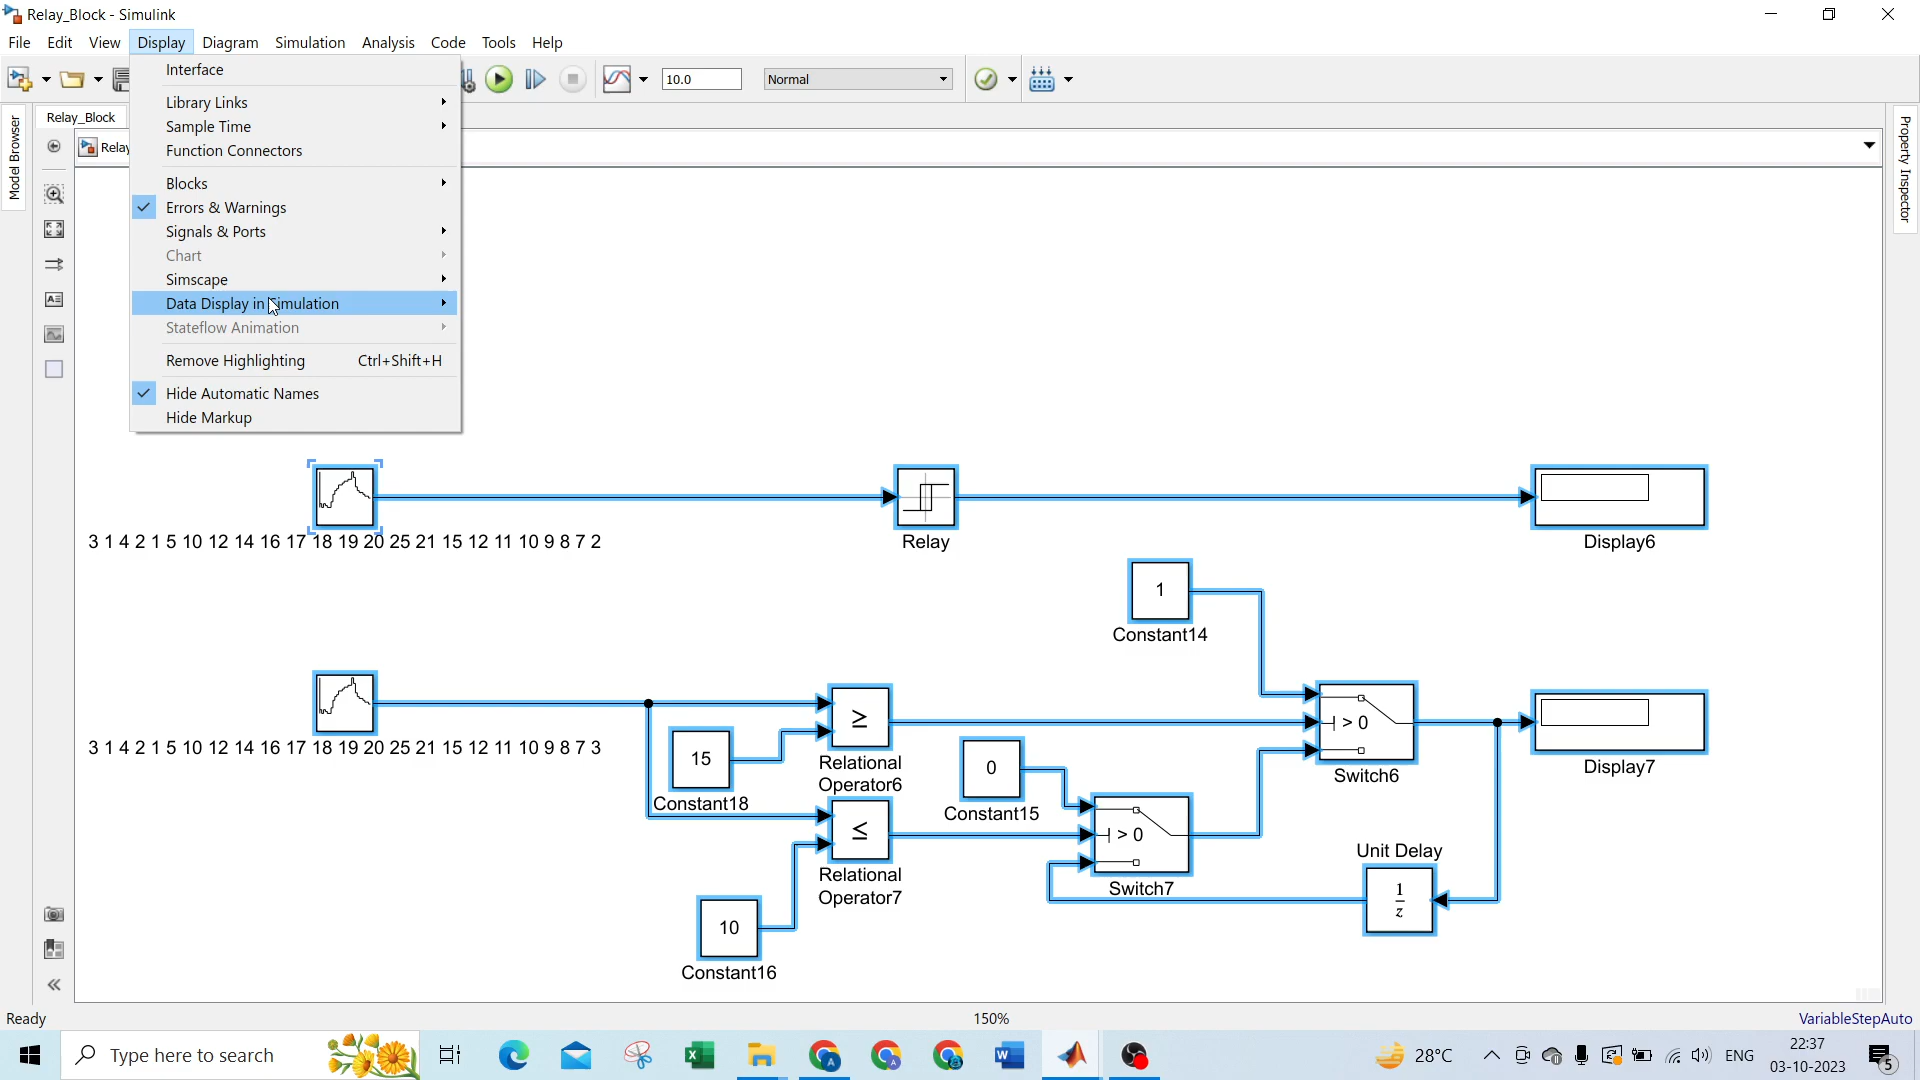 Relay_Block - Simulink
File Edit View Display Diagram Simulation Analysis Code Tools Help
10.0 Normal
Relay_Block
Relay
Model Browser
Property Inspector
Interface
Library Links
Sample Time
Function Connectors
Blocks
Errors & Warnings
Signals & Ports
Chart
Simscape
Data Display in Simulation
Stateflow Animation
Remove Highlighting Ctrl+Shift+H
Hide Automatic Names
Hide Markup
3 1 4 2 1 5 10 12 14 16 17 18 19 20 25 21 15 12 11 10 9 8 7 2
Relay
Display6
1
Constant14
3 1 4 2 1 5 10 12 14 16 17 18 19 20 25 21 15 12 11 10 9 8 7 3
15
Constant18
≥
Relational
Operator6
0
Constant15
> 0
Switch6
Display7
≤
Relational
Operator7
> 0
Switch7
Unit Delay
1
z
10
Constant16
Ready 150% VariableStepAuto
Type here to search
28°C ENG 22:37
03-10-2023
5